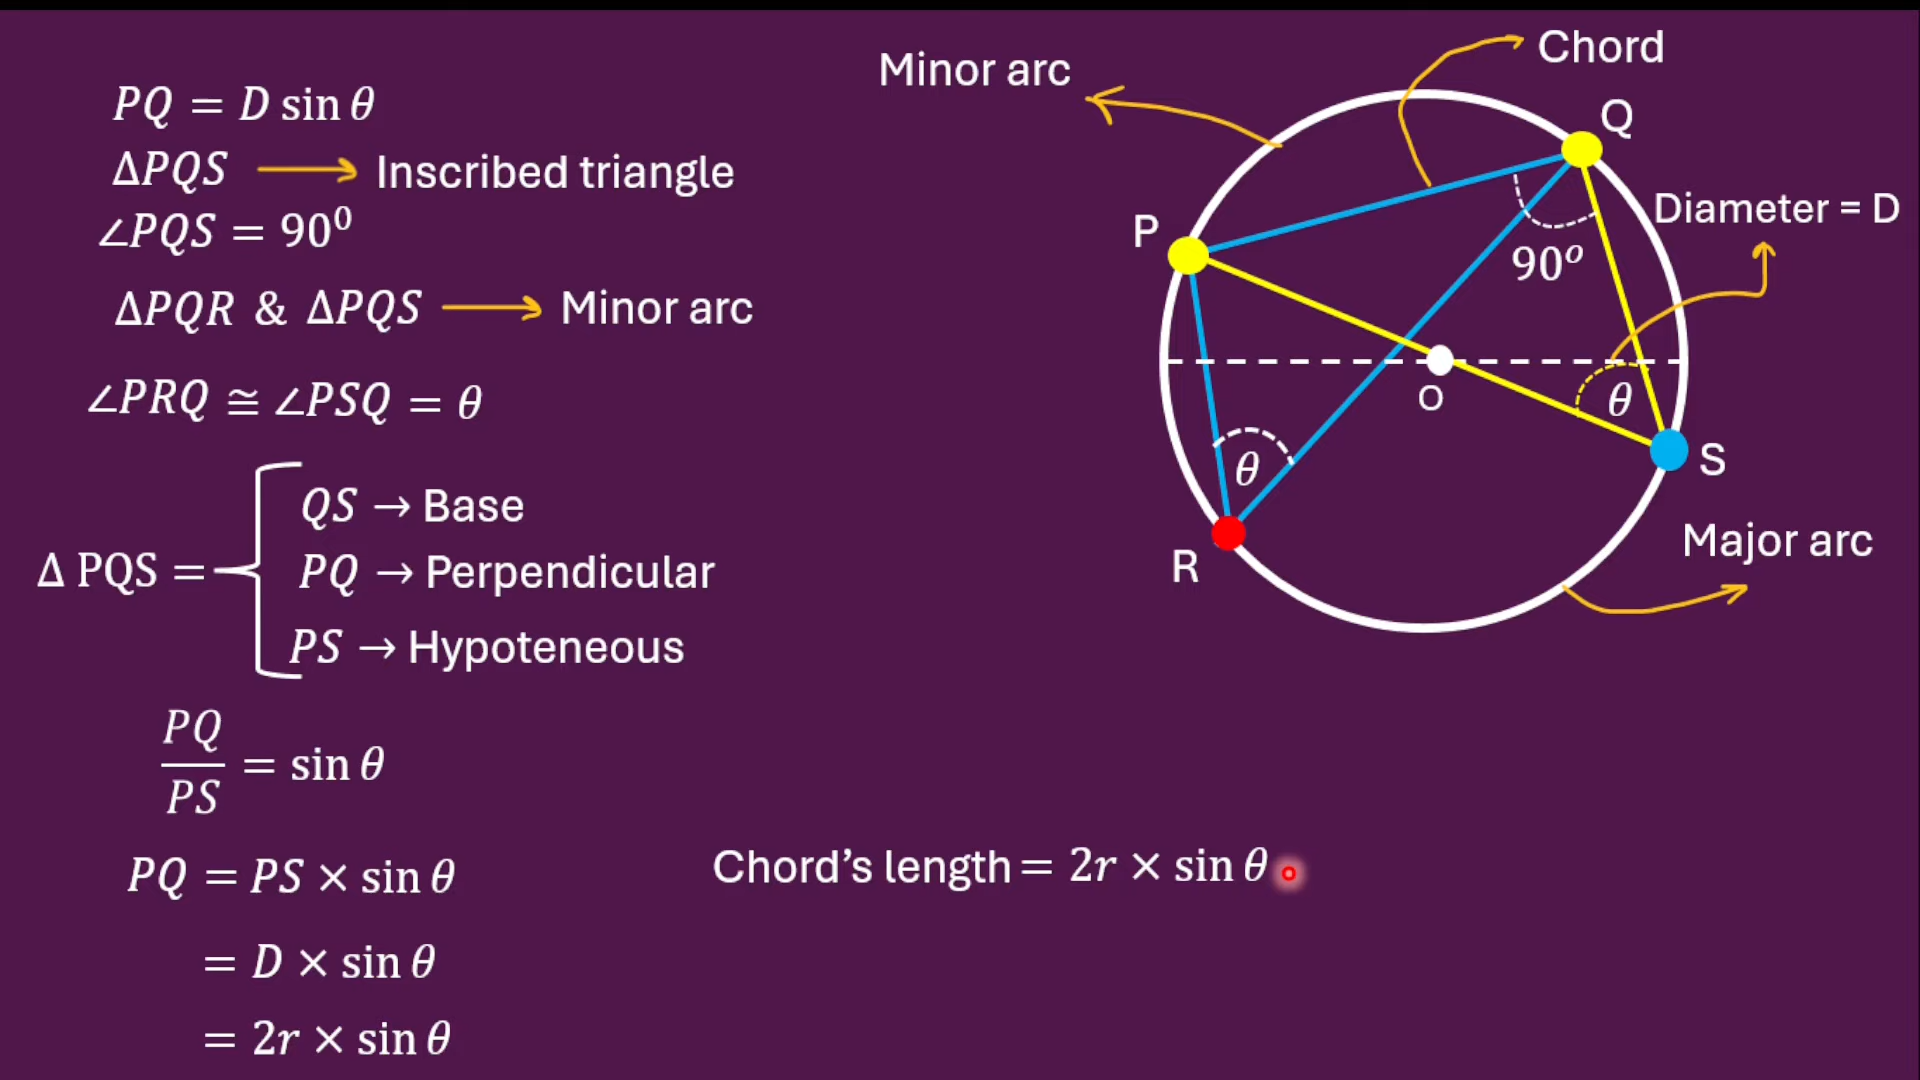 PQ = D sin θ
ΔPQS ⟶ Inscribed triangle
∠PQS = 90⁰
ΔPQR & ΔPQS ⟶ Minor arc
∠PRQ ≅ ∠PSQ = θ
Δ PQS =
QS → Base
PQ → Perpendicular
PS → Hypoteneous
PQ
PS
= sin θ
PQ = PS × sin θ
= D × sin θ
= 2r × sin θ
Chord’s length = 2r × sin θ
Minor arc
Chord
Q
P
Diameter = D
90ᵒ
O
θ
θ
S
R
Major arc